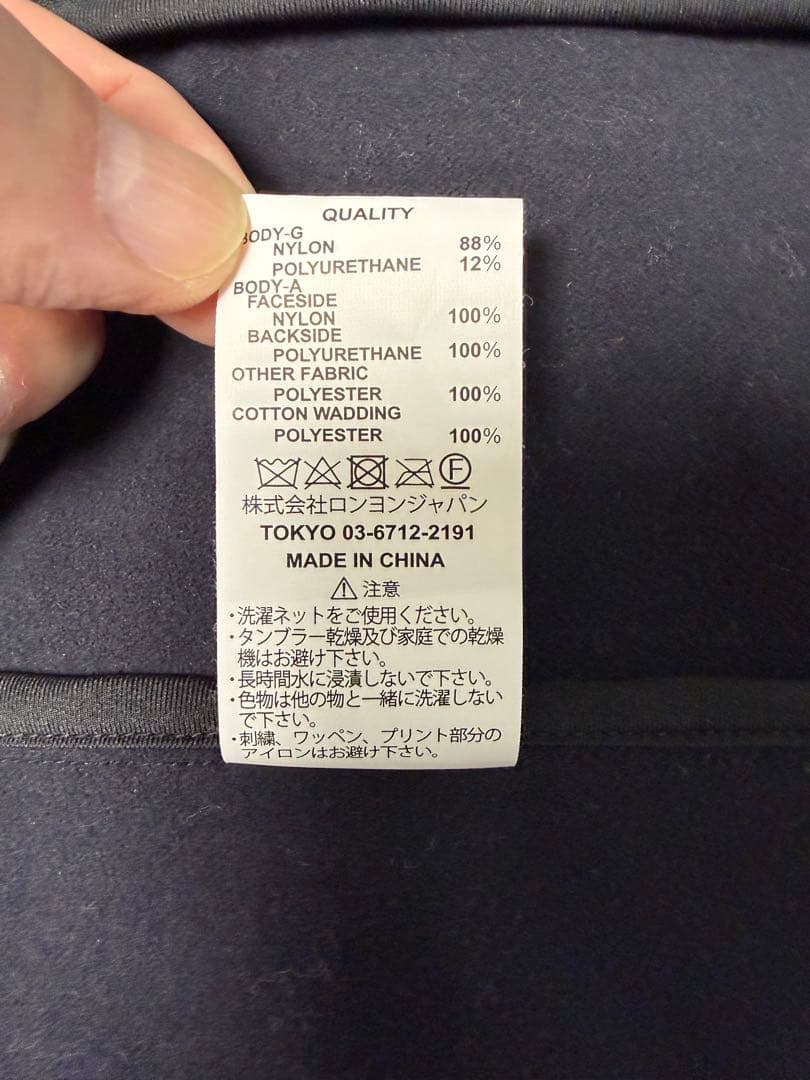 QUALITY
BODY-G
NYLON 88%
POLYURETHANE 12%
BODY-A
FACESIDE
NYLON 100%
BACKSIDE
POLYURETHANE 100%
OTHER FABRIC
POLYESTER 100%
COTTON WADDING
POLYESTER 100%
F
株式会社ロンヨンジャパン
TOKYO 03-6712-2191
MADE IN CHINA
⚠ 注意
・洗濯ネットをご使用ください。
・タンブラー乾燥及び家庭での乾燥
機はお避け下さい。
・長時間水に浸漬しないで下さい。
・色物は他の物と一緒に洗濯しない
で下さい。
・刺繍、ワッペン、プリント部分の
アイロンはお避け下さい。